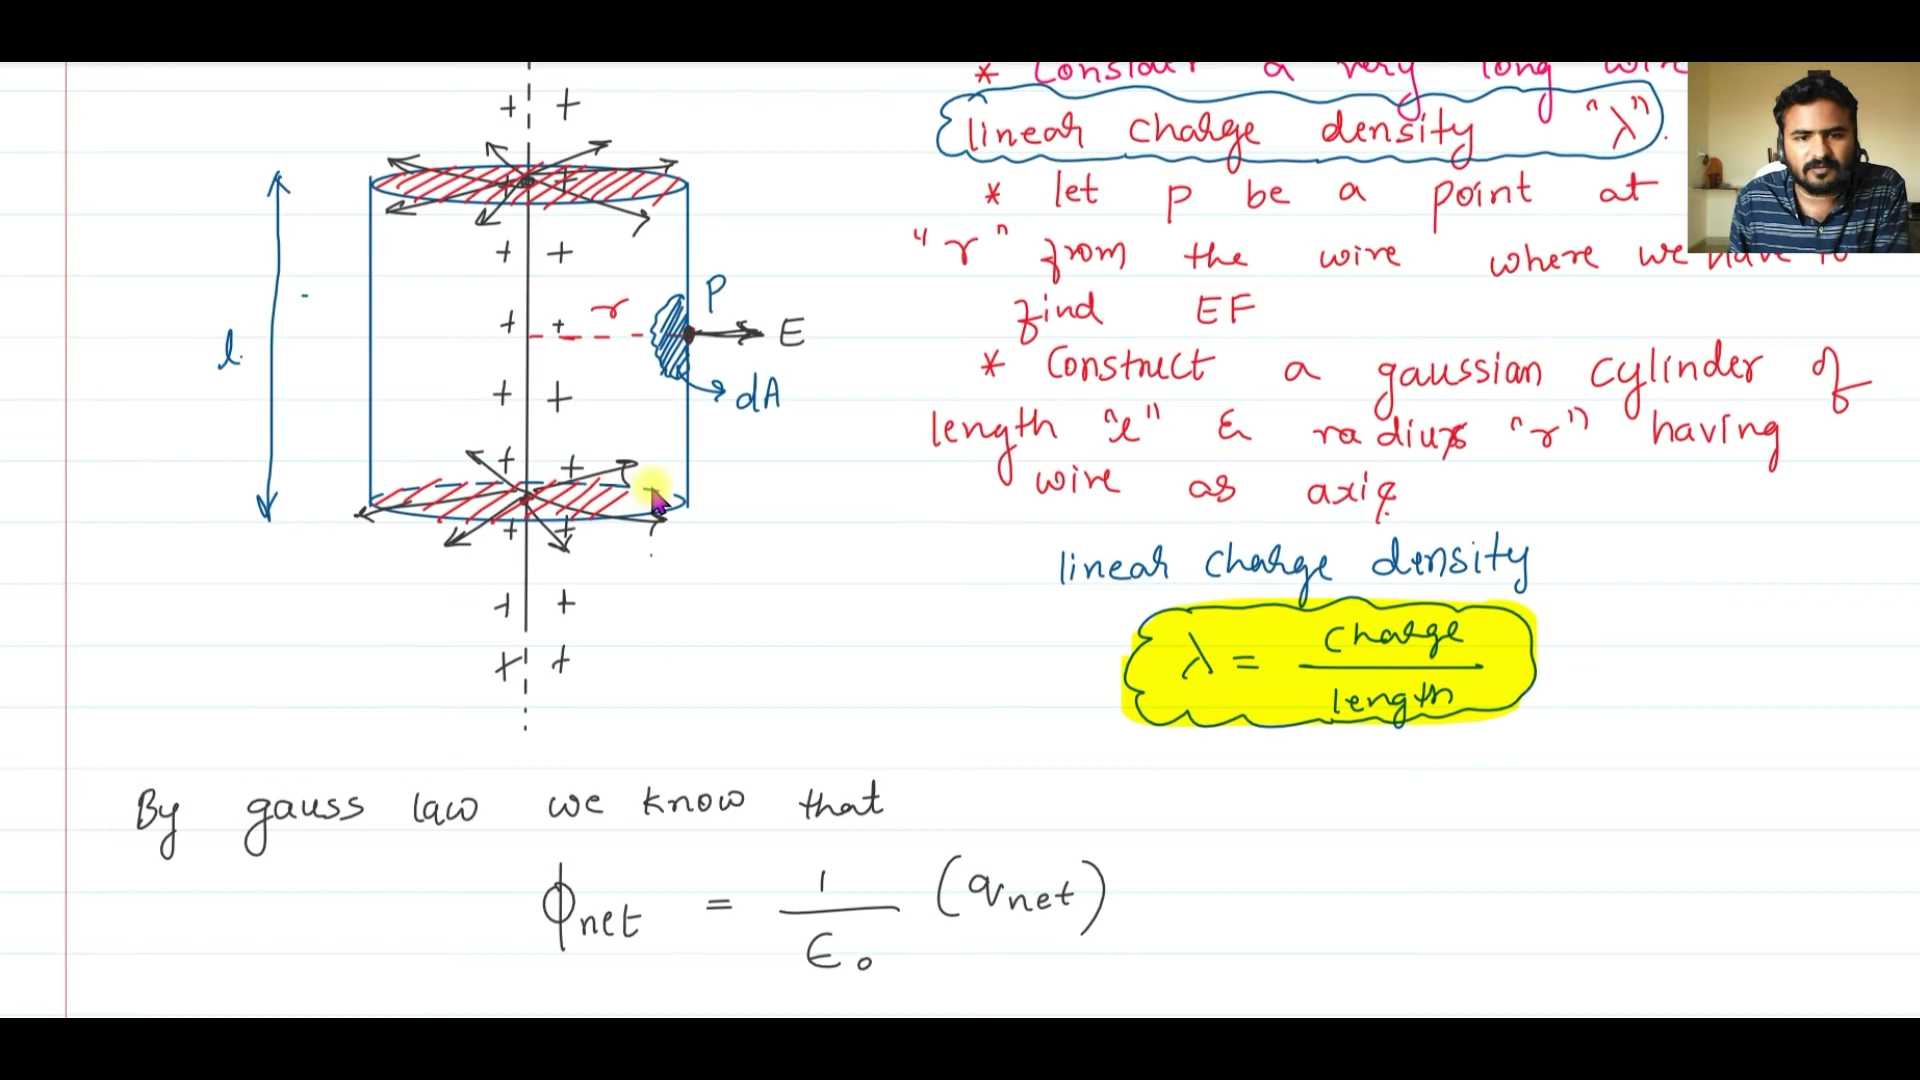 * Consider a very long wire
linear charge density "λ".
* let p be a point at
"r" from the wire where we have to
find EF
* Construct a gaussian cylinder of
length "l" & radius "r" having
wire as axis
linear charge density
λ = charge
length
l
r
P
E
dA
+ +
+ +
+ +
+ +
+ +
+ +
+ +
+ +
+ +
By gauss law we know that
ϕnet = 1 (qnet)
ϵ0